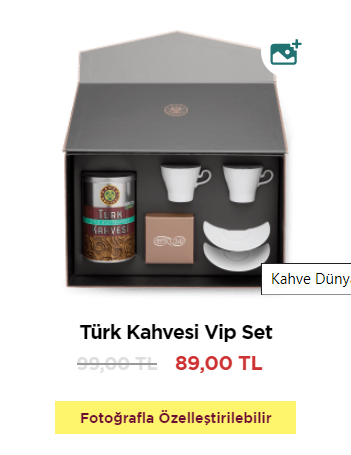 TÜRK
KAHVESİ
Kahve Düny
Türk Kahvesi Vip Set
99,00 TL 89,00 TL
Fotoğrafla Özelleştirilebilir